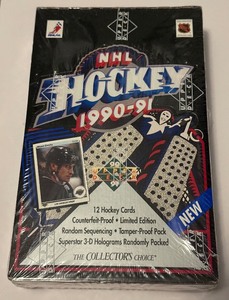 NHL
HOCKEY
1990-91
12 Hockey Cards
Counterfeit-Proof • Limited Edition
Random Sequencing • Tamper-Proof Pack
Superstar 3-D Holograms Randomly Packed
THE COLLECTOR'S CHOICE
NEW